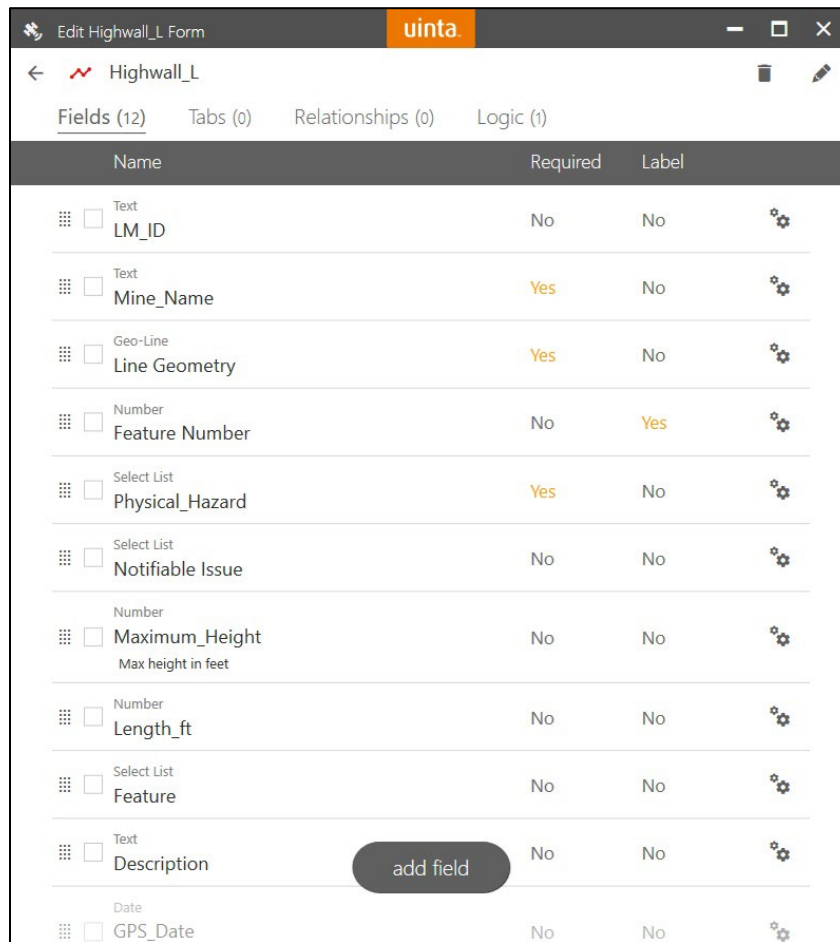 Edit Highwall_L Form
uinta
Highwall_L
Fields (12) Tabs (0) Relationships (0) Logic (1)
Name Required Label
Text
LM_ID No No
Text
Mine_Name Yes No
Geo-Line
Line Geometry Yes No
Number
Feature Number No Yes
Select List
Physical_Hazard Yes No
Select List
Notifiable Issue No No
Number
Maximum_Height No No
Max height in feet
Number
Length_ft No No
Select List
Feature No No
Text
Description No No
add field
Date
GPS_Date No No